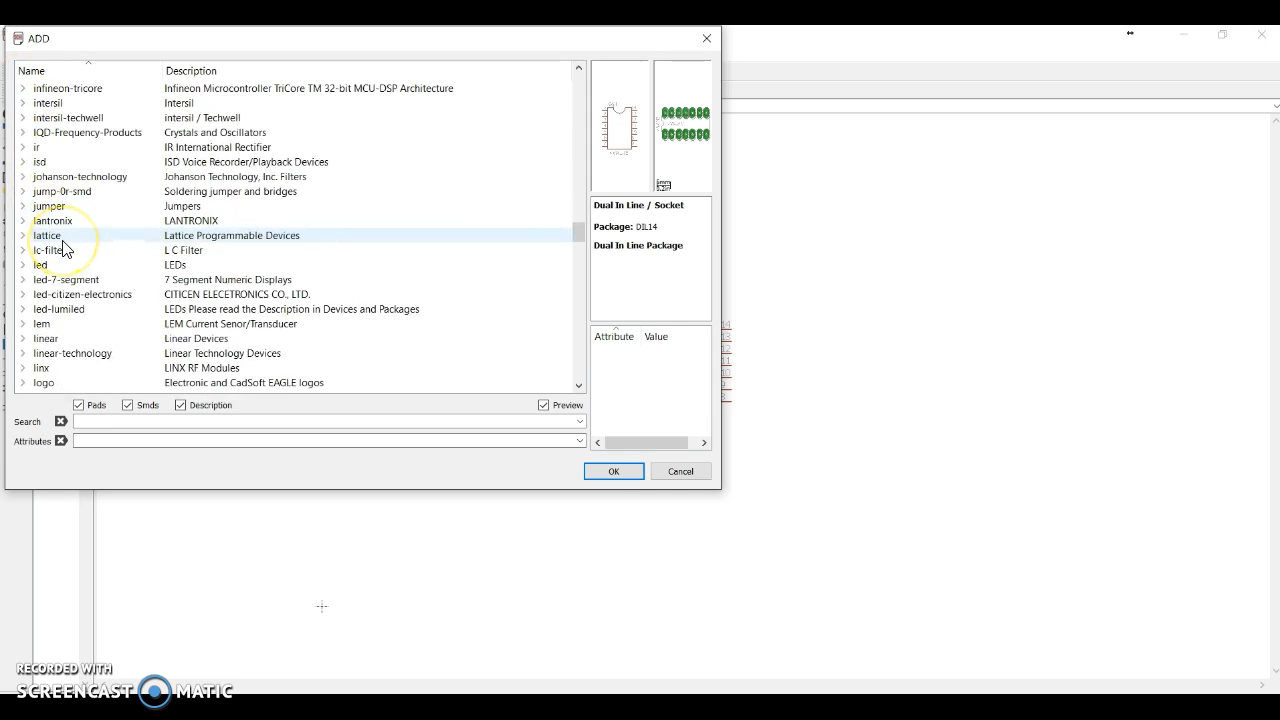 ADD
Name Description
infineon-tricore Infineon Microcontroller TriCore TM 32-bit MCU-DSP Architecture
intersil Intersil
intersil-techwell intersil / Techwell
IQD-Frequency-Products Crystals and Oscillators
ir IR International Rectifier
isd ISD Voice Recorder/Playback Devices
johanson-technology Johanson Technology, Inc. Filters
jump-0r-smd Soldering jumper and bridges
jumper Jumpers
lantronix LANTRONIX
lattice Lattice Programmable Devices
lc-filter L C Filter
led LEDs
led-7-segment 7 Segment Numeric Displays
led-citizen-electronics CITICEN ELECETRONICS CO., LTD.
led-lumiled LEDs Please read the Description in Devices and Packages
lem LEM Current Senor/Transducer
linear Linear Devices
linear-technology Linear Technology Devices
linx LINX RF Modules
logo Electronic and CadSoft EAGLE logos
Dual In Line / Socket
Package: DIL14
Dual In Line Package
Attribute Value
14
13
12
11
10
9
8
Pads Smds Description Preview
Search
Attributes
OK Cancel
RECORDED WITH
SCREENCAST MATIC